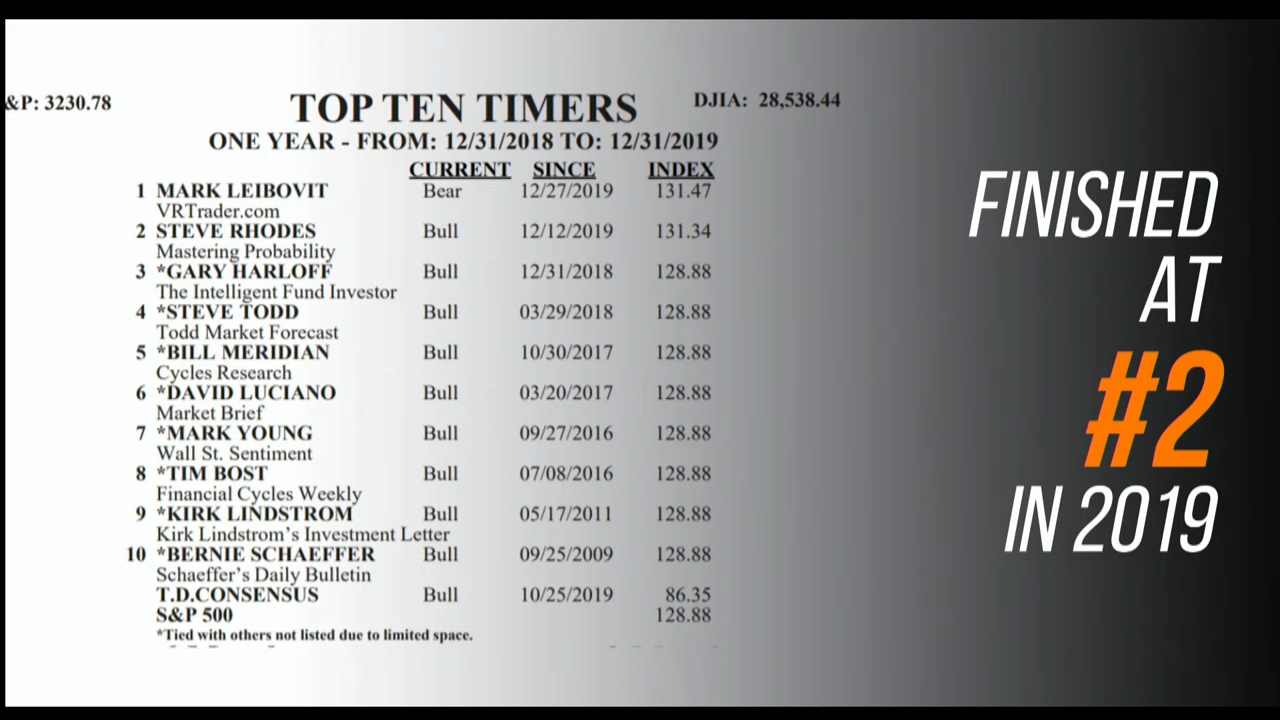 &P: 3230.78
TOP TEN TIMERS
DJIA: 28,538.44
ONE YEAR - FROM: 12/31/2018 TO: 12/31/2019
CURRENT SINCE INDEX
1 MARK LEIBOVIT Bear 12/27/2019 131.47
VRTrader.com
2 STEVE RHODES Bull 12/12/2019 131.34
Mastering Probability
3 *GARY HARLOFF Bull 12/31/2018 128.88
The Intelligent Fund Investor
4 *STEVE TODD Bull 03/29/2018 128.88
Todd Market Forecast
5 *BILL MERIDIAN Bull 10/30/2017 128.88
Cycles Research
6 *DAVID LUCIANO Bull 03/20/2017 128.88
Market Brief
7 *MARK YOUNG Bull 09/27/2016 128.88
Wall St. Sentiment
8 *TIM BOST Bull 07/08/2016 128.88
Financial Cycles Weekly
9 *KIRK LINDSTROM Bull 05/17/2011 128.88
Kirk Lindstrom’s Investment Letter
10 *BERNIE SCHAEFFER Bull 09/25/2009 128.88
Schaeffer’s Daily Bulletin
T.D.CONSENSUS Bull 10/25/2019 86.35
S&P 500 128.88
*Tied with others not listed due to limited space.
FINISHED
AT
#2
IN 2019